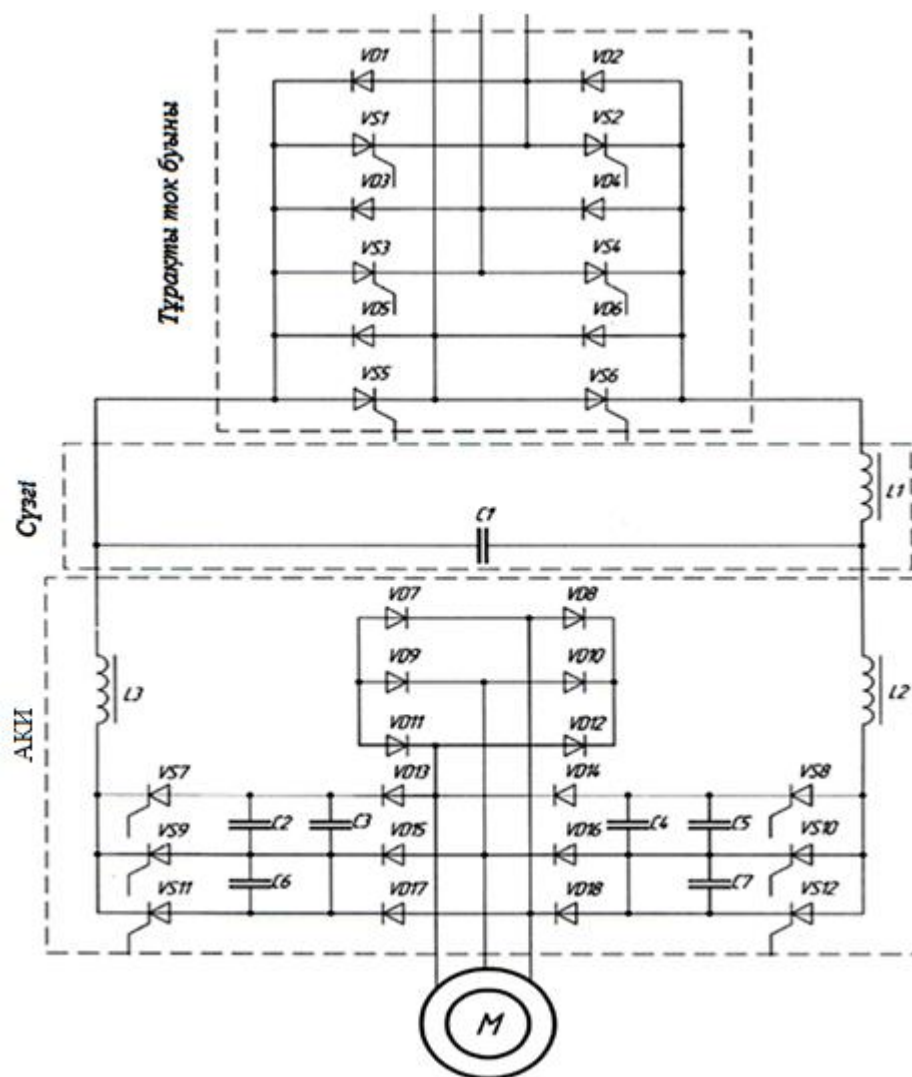 VD1 VD2
VS1 VS2
VD3 VD4
VS3 VS4
VD5 VD6
VS5 VS6
Тұрақты ток буыны
L1
C1
Сүзгі
VD7 VD8
VD9 VD10
L3 L2
VD11 VD12
АКИ
VS7 VD13 VD14 VS8
C2 C3 C4 C5
VS9 VD15 VD16 VS10
C6 C7
VS11 VD17 VD18 VS12
M